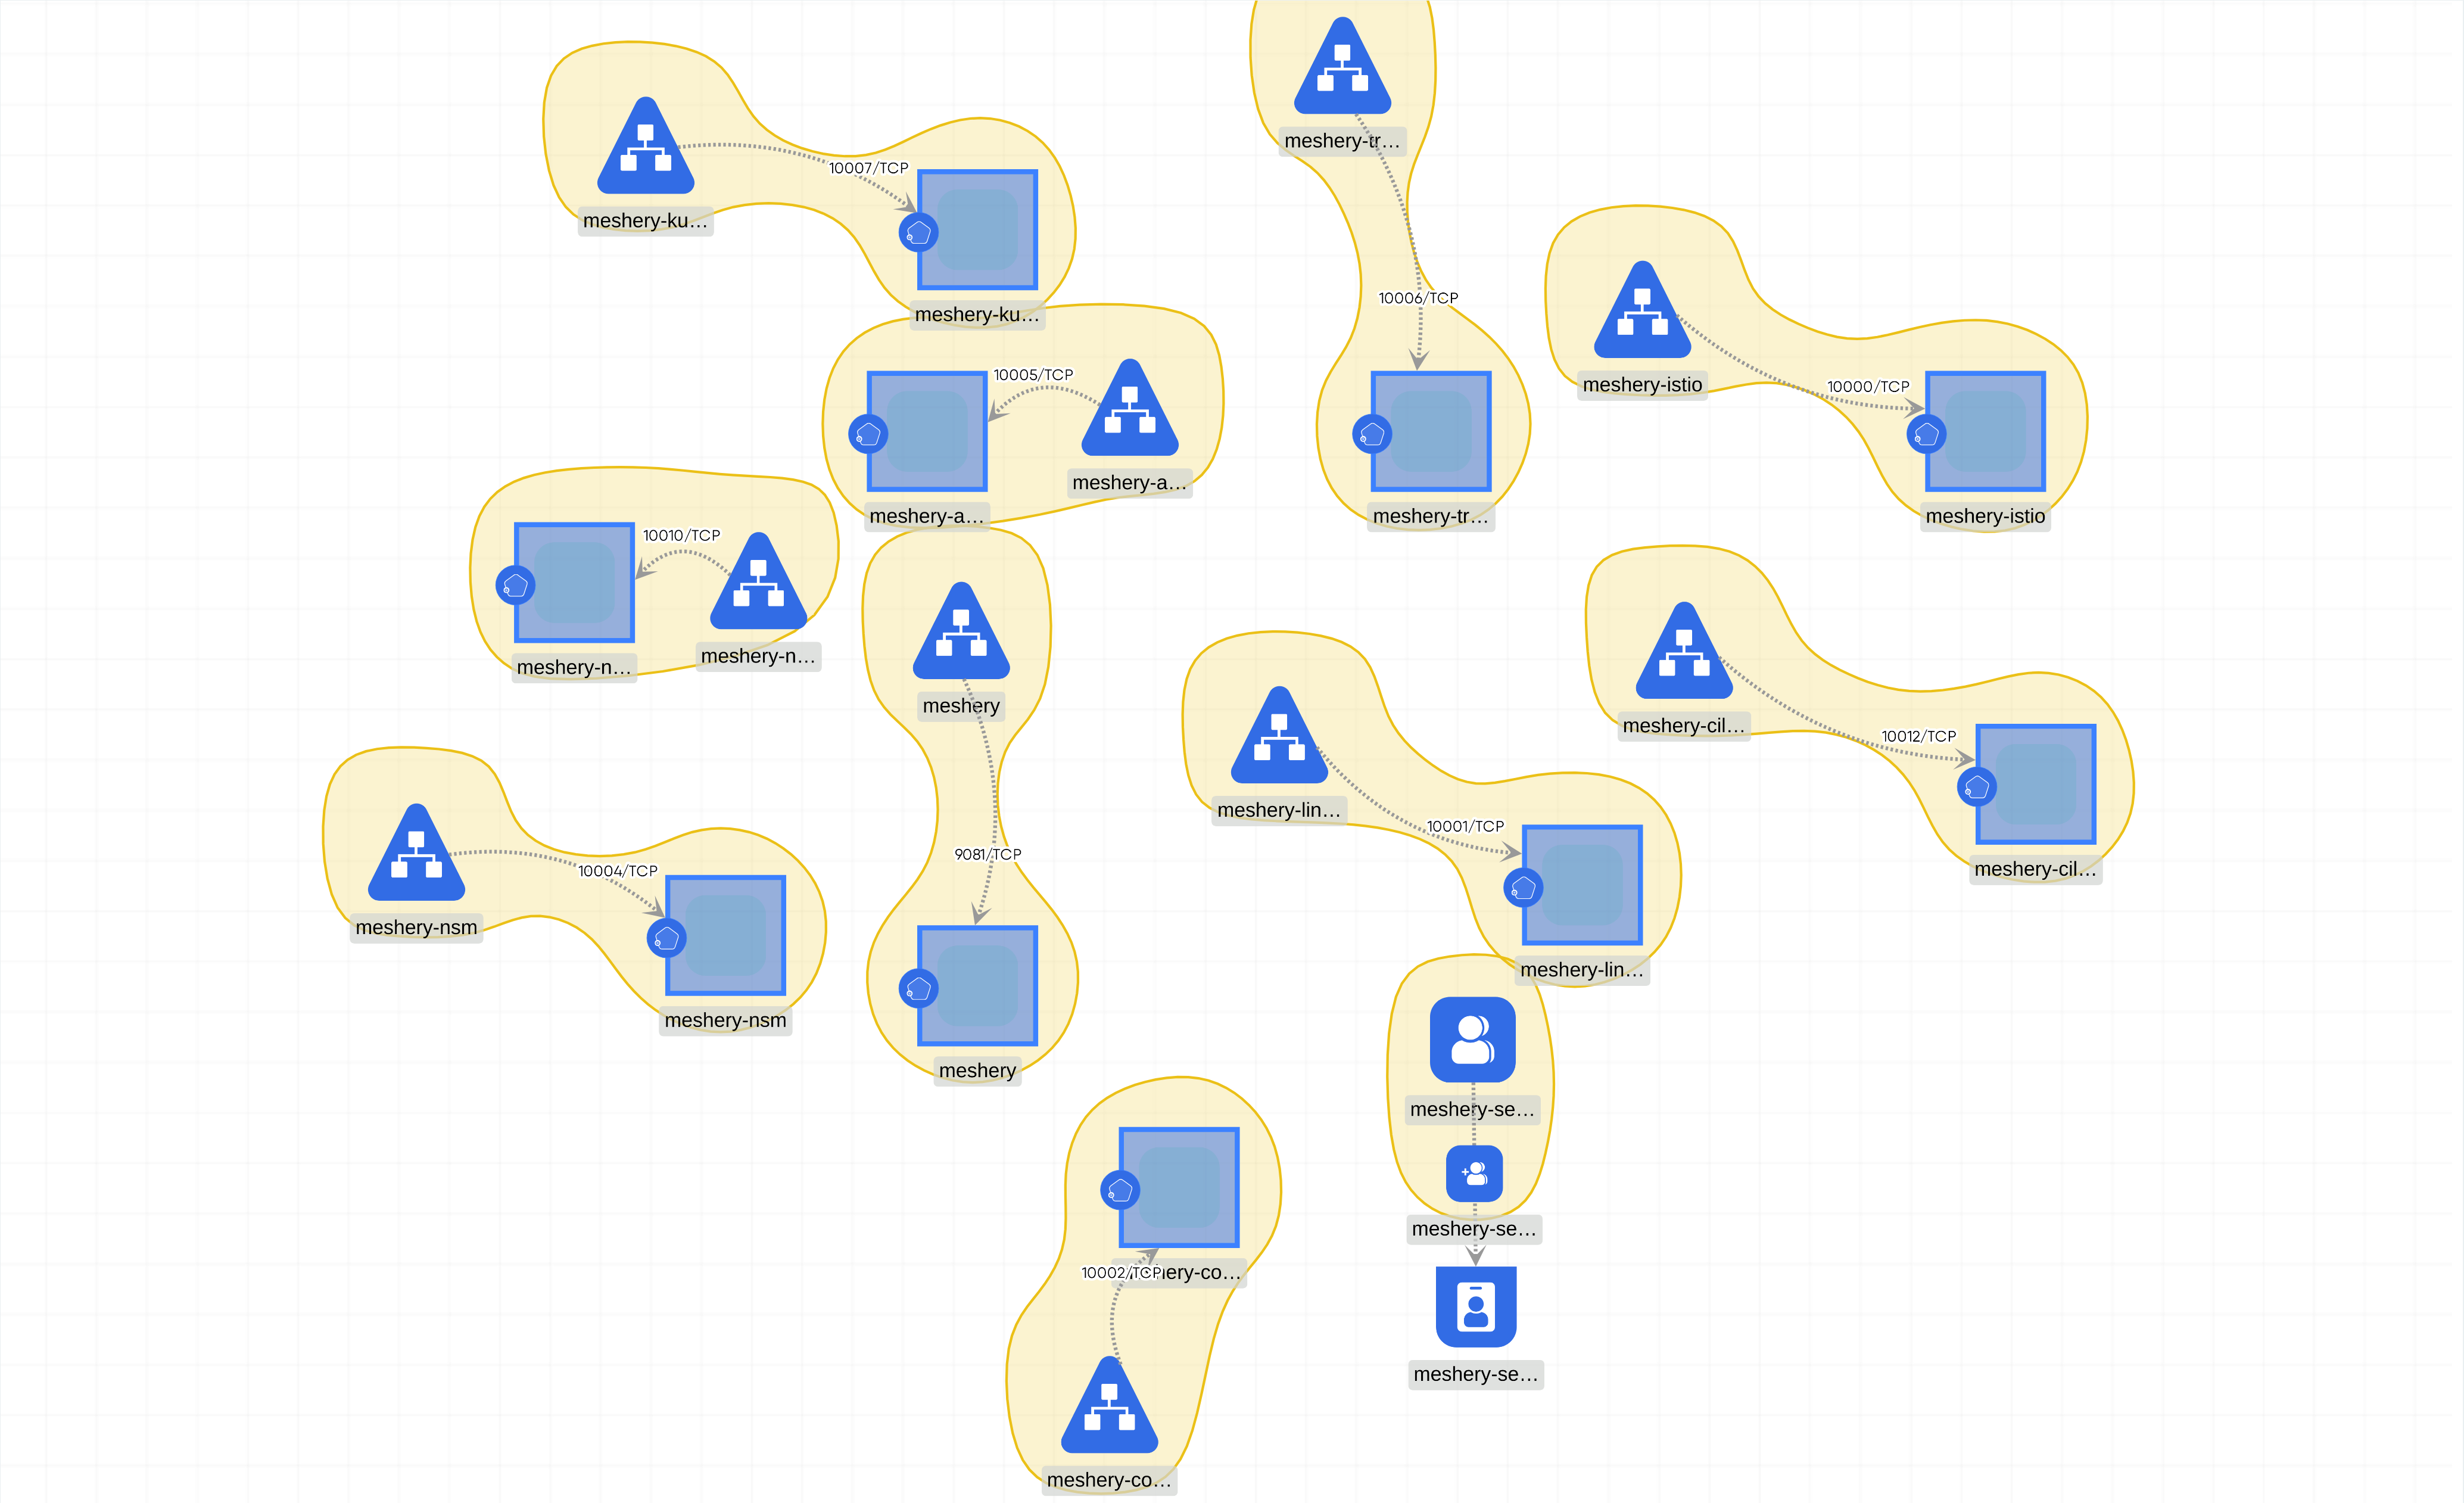 meshery-tr…
10007/TCP
meshery-ku…
10006/TCP
meshery-ku…
meshery-istio
10000/TCP
10005/TCP
meshery-a…
meshery-a…
meshery-tr…
meshery-istio
10010/TCP
meshery-n…
meshery-n…
meshery
meshery-cil…
10012/TCP
meshery-lin…
10001/TCP
9081/TCP
meshery-cil…
10004/TCP
meshery-nsm
meshery-lin…
meshery-nsm
meshery
meshery-se…
meshery-se…
10002/TCP
meshery-se…
meshery-co…